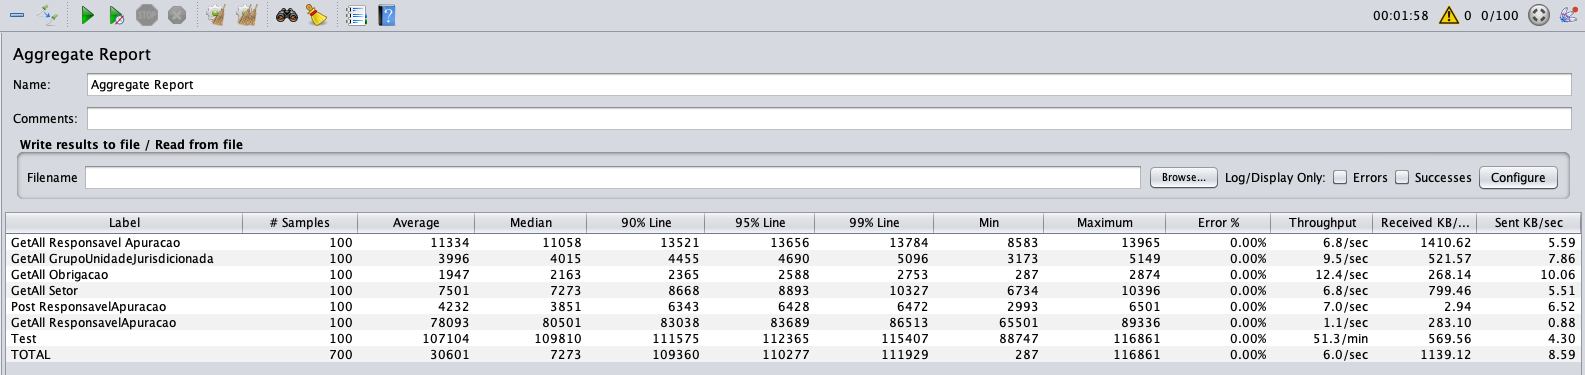 00:01:58 0 0/100
Aggregate Report
Name: Aggregate Report
Comments:
Write results to file / Read from file
Filename Browse... Log/Display Only: Errors Successes Configure
Label # Samples Average Median 90% Line 95% Line 99% Line Min Maximum Error % Throughput Received KB/... Sent KB/sec
GetAll Responsavel Apuracao 100 11334 11058 13521 13656 13784 8583 13965 0.00% 6.8/sec 1410.62 5.59
GetAll GrupoUnidadeJurisdicionada 100 3996 4015 4455 4690 5096 3173 5149 0.00% 9.5/sec 521.57 7.86
GetAll Obrigacao 100 1947 2163 2365 2588 2753 287 2874 0.00% 12.4/sec 268.14 10.06
GetAll Setor 100 7501 7273 8668 8893 10327 6734 10396 0.00% 6.8/sec 799.46 5.51
Post ResponsavelApuracao 100 4232 3851 6343 6428 6472 2993 6501 0.00% 7.0/sec 2.94 6.52
GetAll ResponsavelApuracao 100 78093 80501 83038 83689 86513 65501 89336 0.00% 1.1/sec 283.10 0.88
Test 100 107104 109810 111575 112365 115407 88747 116861 0.00% 51.3/min 569.56 4.30
TOTAL 700 30601 7273 109360 110277 111929 287 116861 0.00% 6.0/sec 1139.12 8.59